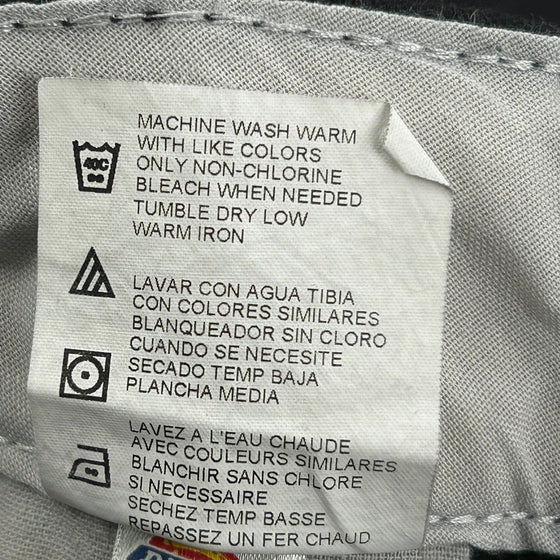 MACHINE WASH WARM
WITH LIKE COLORS
ONLY NON-CHLORINE
BLEACH WHEN NEEDED
TUMBLE DRY LOW
WARM IRON
40C
LAVAR CON AGUA TIBIA
CON COLORES SIMILARES
BLANQUEADOR SIN CLORO
CUANDO SE NECESITE
SECADO TEMP BAJA
PLANCHA MEDIA
LAVEZ A L'EAU CHAUDE
AVEC COULEURS SIMILARES
BLANCHIR SANS CHLORE
SI NECESSAIRE
SECHEZ TEMP BASSE
REPASSEZ UN FER CHAUD